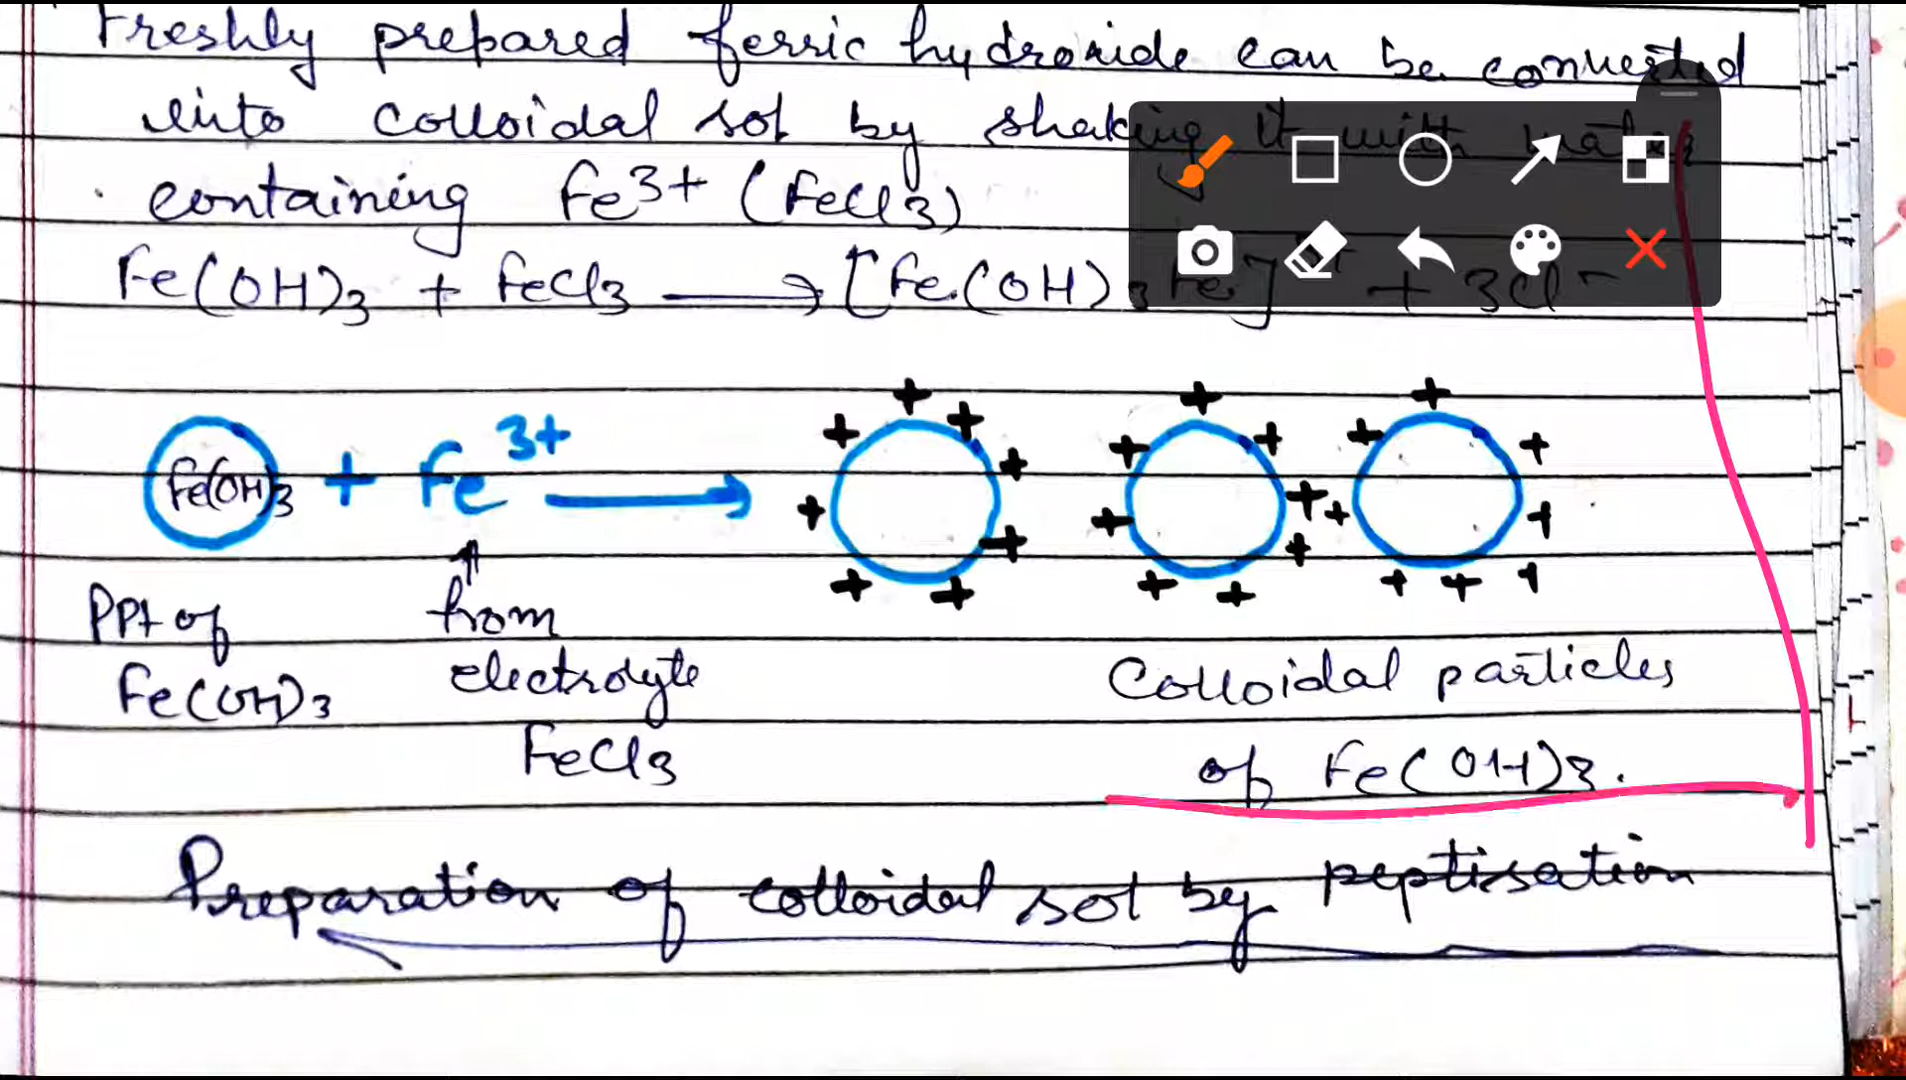 Freshly prepared ferric hydroxide can be converted
into colloidal sol by shaking it with water
containing Fe3+ (FeCl3)
Fe(OH)3 + FeCl3 ⟶ [Fe(OH)3Fe] + 3Cl-
Fe(OH)3 + Fe3+ ⟶
PPt of
Fe(OH)3
↑
from
electrolyte
FeCl3
Colloidal particles
of Fe(OH)3.
Preparation of colloidal sol by peptisation